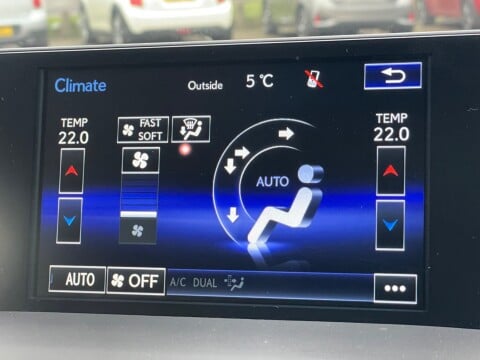 Climate
Outside 5 °C
TEMP
22.0
FAST
SOFT
AUTO
TEMP
22.0
AUTO
OFF
A/C DUAL